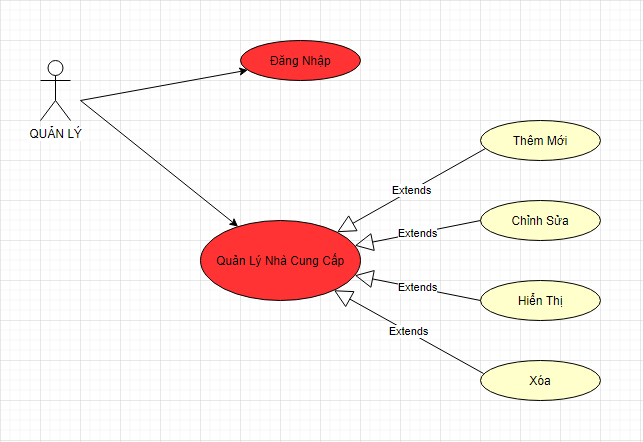 Đăng Nhập
QUẢN LÝ
Thêm Mới
Extends
Chỉnh Sửa
Extends
Quản Lý Nhà Cung Cấp
Extends
Hiển Thị
Extends
Xóa